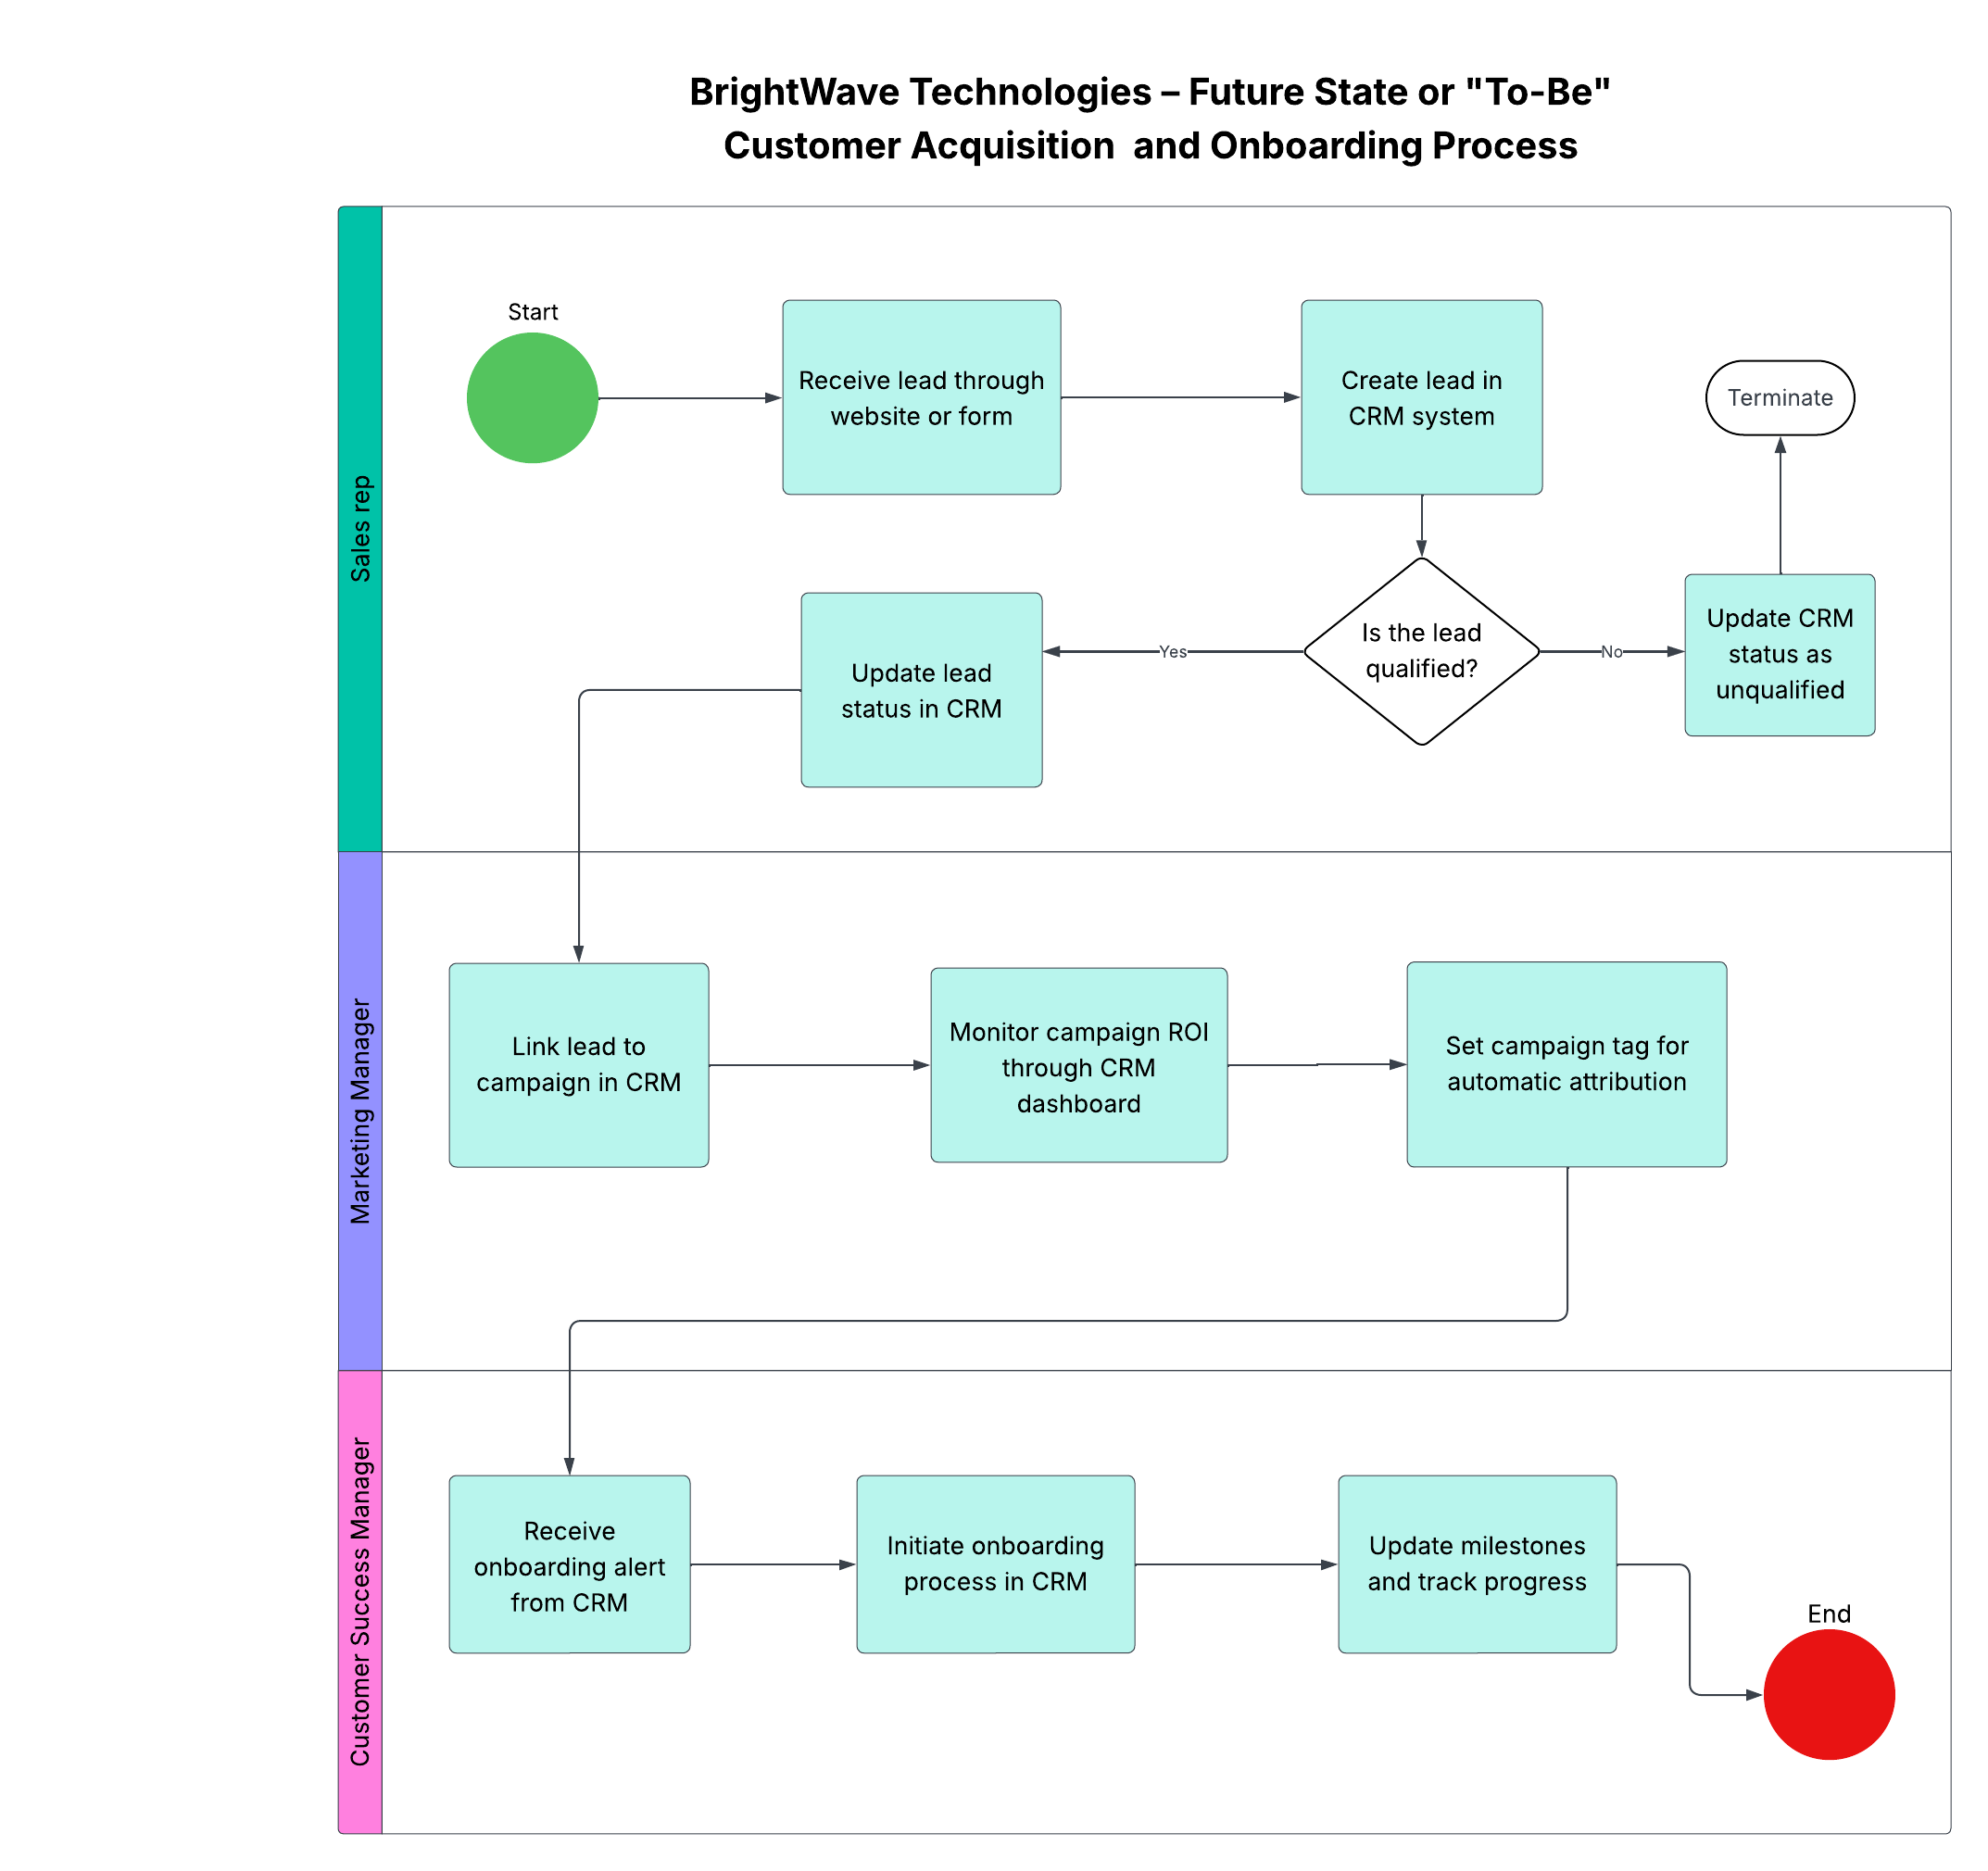 BrightWave Technologies – Future State or "To-Be"
Customer Acquisition  and Onboarding Process
Sales rep
Start
Receive lead through
website or form
Create lead in
CRM system
Terminate
Is the lead
qualified?
Yes
No
Update lead
status in CRM
Update CRM
status as
unqualified
Marketing Manager
Link lead to
campaign in CRM
Monitor campaign ROI
through CRM
dashboard
Set campaign tag for
automatic attribution
Customer Success Manager
Receive
onboarding alert
from CRM
Initiate onboarding
process in CRM
Update milestones
and track progress
End